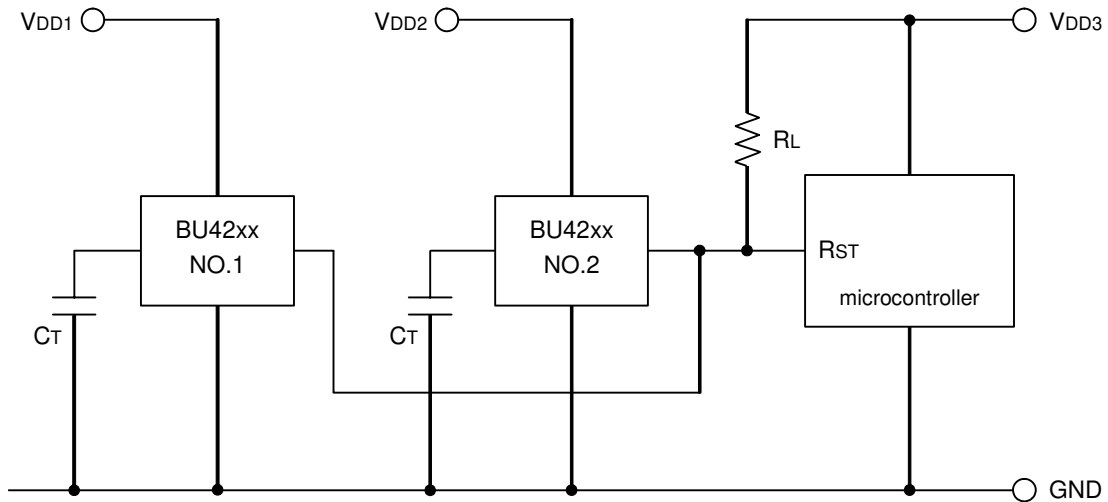 VDD1
VDD2
VDD3
RL
BU42xx
NO.1
BU42xx
NO.2
RST
microcontroller
CT
CT
GND